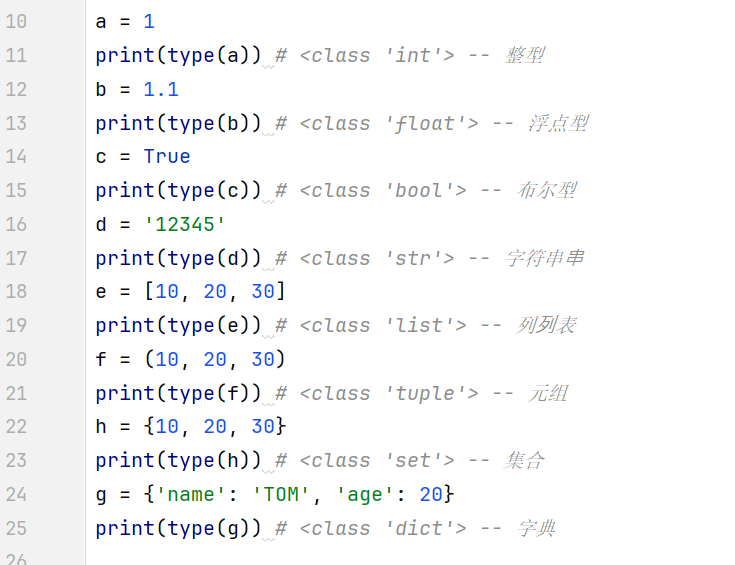 10 a = 1
11 print(type(a)) # <class 'int'> -- 整型
12 b = 1.1
13 print(type(b)) # <class 'float'> -- 浮点型
14 c = True
15 print(type(c)) # <class 'bool'> -- 布尔型
16 d = '12345'
17 print(type(d)) # <class 'str'> -- 字符串串
18 e = [10, 20, 30]
19 print(type(e)) # <class 'list'> -- 列列表
20 f = (10, 20, 30)
21 print(type(f)) # <class 'tuple'> -- 元组
22 h = {10, 20, 30}
23 print(type(h)) # <class 'set'> -- 集合
24 g = {'name': 'TOM', 'age': 20}
25 print(type(g)) # <class 'dict'> -- 字典
26